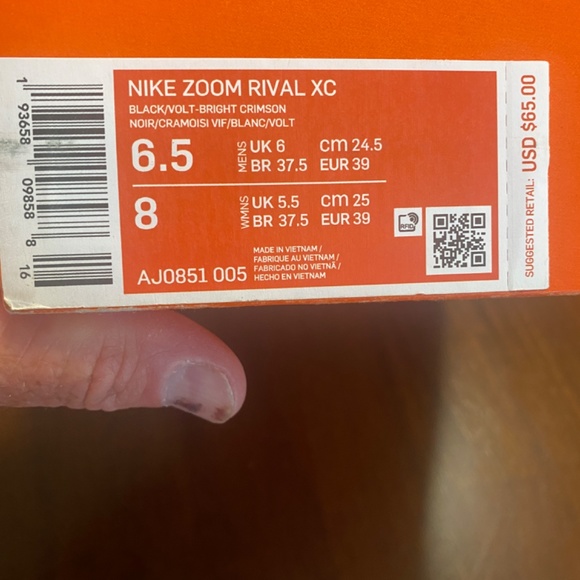 NIKE ZOOM RIVAL XC
BLACK/VOLT-BRIGHT CRIMSON
NOIR/CRAMOISI VIF/BLANC/VOLT
6.5 MENS UK 6 cm 24.5
BR 37.5 EUR 39
8 WMNS UK 5.5 cm 25
BR 37.5 EUR 39
MADE IN VIETNAM /
FABRIQUE AU VIETNAM /
FABRICADO NO VIETNÃ /
HECHO EN VIETNAM
AJ0851 005
RFID
SUGGESTED RETAIL: USD $65.00
1 93658 09858 8
16